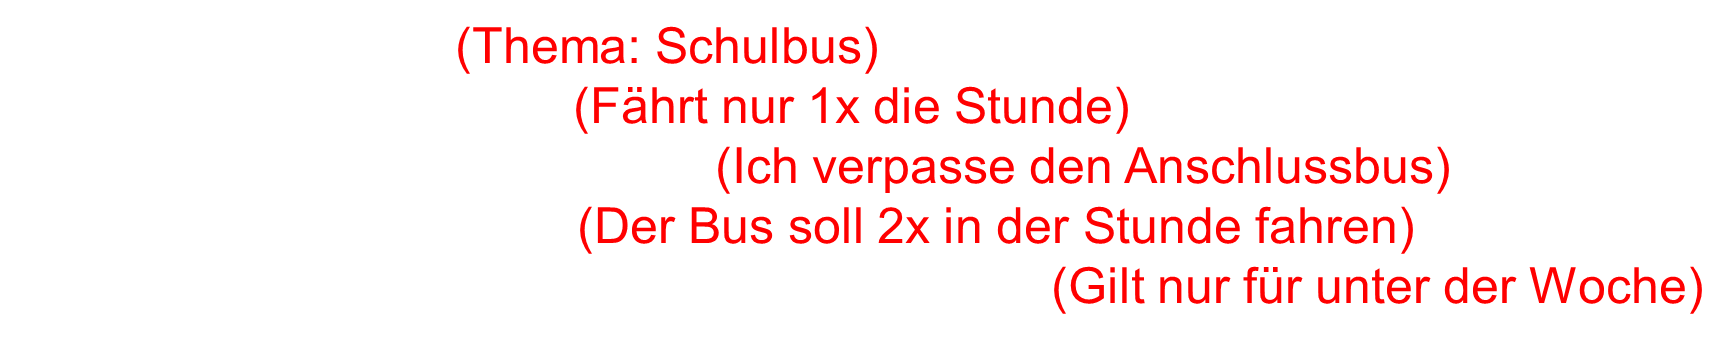 (Thema: Schulbus)
(Fährt nur 1x die Stunde)
(Ich verpasse den Anschlussbus)
(Der Bus soll 2x in der Stunde fahren)
(Gilt nur für unter der Woche)